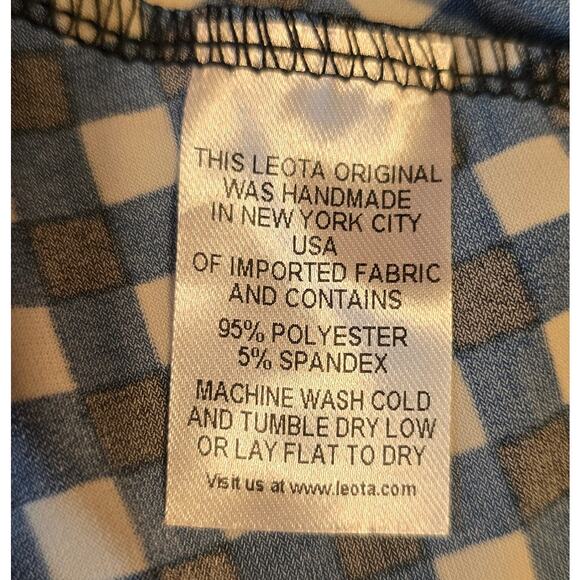 THIS LEOTA ORIGINAL
WAS HANDMADE
IN NEW YORK CITY
USA
OF IMPORTED FABRIC
AND CONTAINS
95% POLYESTER
5% SPANDEX
MACHINE WASH COLD
AND TUMBLE DRY LOW
OR LAY FLAT TO DRY
Visit us at www.leota.com